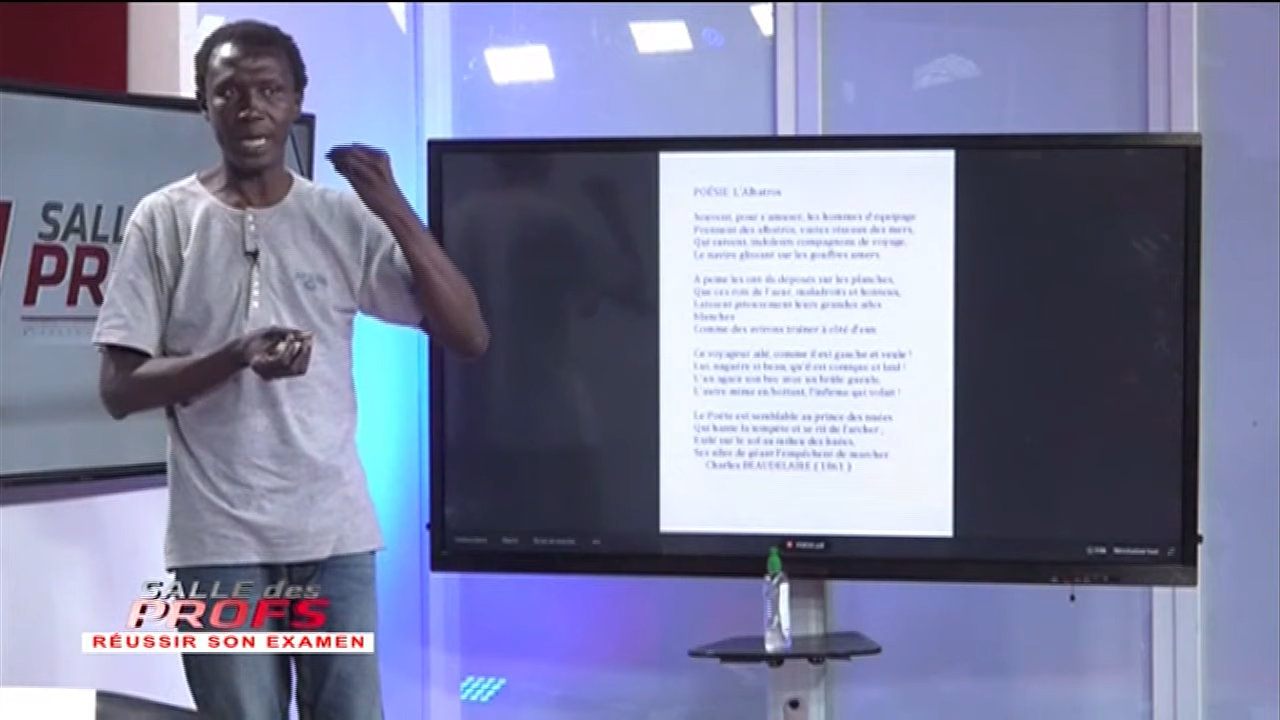 SALLE
PR
POÉSIE L'Albatros
Souvent, pour s'amuser, les hommes d'équipage
Prennent des albatros, vastes oiseaux des mers,
Qui suivent, indolents compagnons de voyage,
Le navire glissant sur les gouffres amers
A peine les ont ils déposés sur les planches,
Que ces rois de l'azur, maladroits et honteux,
Laissent piteusement leurs grandes ailes
blanches
Comme des avirons traîner à côté d'eux
Ce voyageur ailé, comme il est gauche et veule !
Lui, naguère si beau, qu'il est comique et laid !
L'un agace son bec avec un brûle gueule,
L'autre mime en boitant, l'infirme qui volait !
Le Poète est semblable au prince des nuées
Qui hante la tempête et se rit de l'archer ;
Exilé sur le sol au milieu des huées,
Ses ailes de géant l'empêchent de marcher
Charles BEAUDELAIRE ( 1861 )
SALLE des
PROFS
RÉUSSIR SON EXAMEN